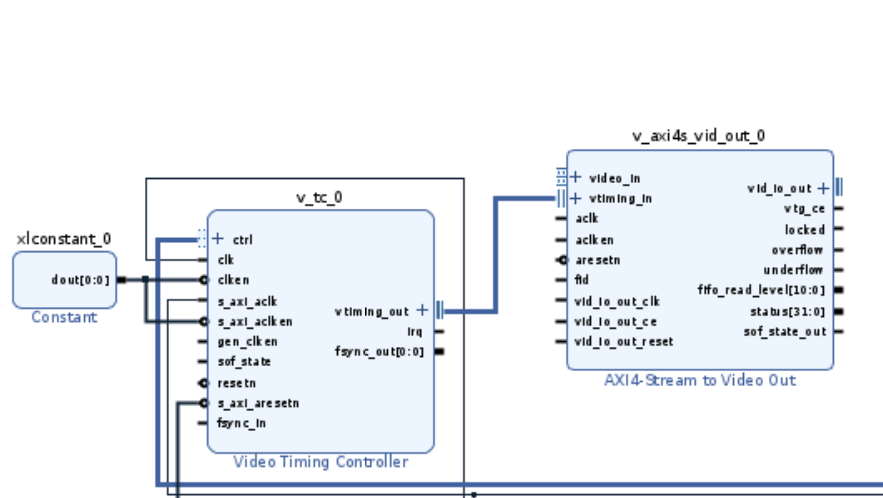 v_axi4s_vid_out_0
video_in
vtiming_in
aclk
aclken
aresetn
fid
vid_io_out_clk
vid_io_out_ce
vid_io_out_reset
vid_io_out
vtg_ce
locked
overflow
underflow
fifo_read_level[10:0]
status[31:0]
sof_state_out
AXI4-Stream to Video Out
v_tc_0
ctrl
clk
clken
s_axi_aclk
s_axi_aclken
gen_clken
sof_state
resetn
s_axi_aresetn
fsync_in
vtiming_out
irq
fsync_out[0:0]
Video Timing Controller
xlconstant_0
dout[0:0]
Constant